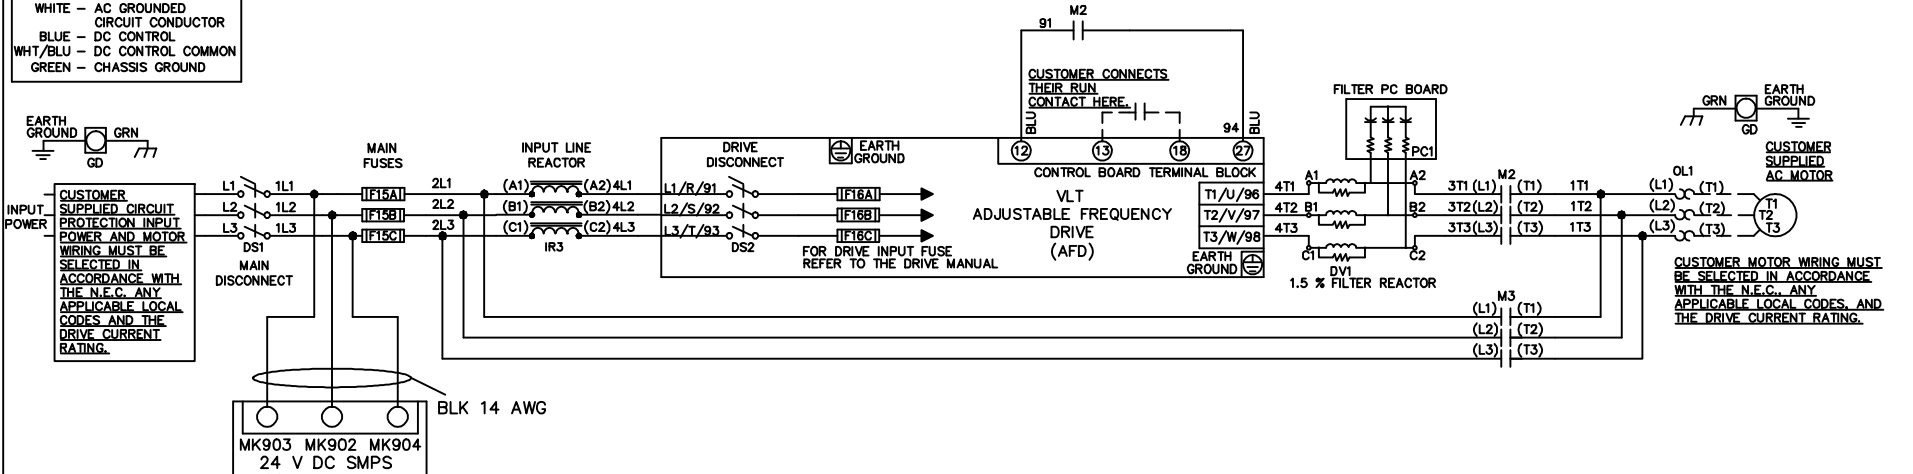 WHITE – AC GROUNDED
CIRCUIT CONDUCTOR
BLUE – DC CONTROL
WHT/BLU – DC CONTROL COMMON
GREEN – CHASSIS GROUND
EARTH
GROUND
GRN
GD
INPUT
POWER
CUSTOMER
SUPPLIED CIRCUIT
PROTECTION INPUT
POWER AND MOTOR
WIRING MUST BE
SELECTED IN
ACCORDANCE WITH
THE N.E.C. ANY
APPLICABLE LOCAL
CODES AND THE
DRIVE CURRENT
RATING.
L1
L2
L3
1L1
1L2
1L3
DS1
MAIN
DISCONNECT
MAIN
FUSES
F15A
F15B
F15C
2L1
2L2
2L3
INPUT LINE
REACTOR
(A1) (A2) 4L1
(B1) (B2) 4L2
(C1) (C2) 4L3
IR3
L1/R/91
L2/S/92
L3/T/93
DRIVE
DISCONNECT
DS2
EARTH
GROUND
F16A
F16B
F16C
FOR DRIVE INPUT FUSE
REFER TO THE DRIVE MANUAL
M2
91
CUSTOMER CONNECTS
THEIR RUN
CONTACT HERE.
BLU
94
BLU
12 13 18 27
CONTROL BOARD TERMINAL BLOCK
VLT
ADJUSTABLE FREQUENCY
DRIVE
(AFD)
T1/U/96
T2/V/97
T3/W/98
EARTH
GROUND
4T1
4T2
4T3
A1 A2
B1 B2
C1 C2
DV1
1.5 % FILTER REACTOR
FILTER PC BOARD
PC1
M2
3T1 (L1) (T1) 1T1
3T2 (L2) (T2) 1T2
3T3 (L3) (T3) 1T3
M3
(L1) (T1)
(L2) (T2)
(L3) (T3)
OL1
(L1) (T1)
(L2) (T2)
(L3) (T3)
T1
T2
T3
GRN
EARTH
GROUND
GD
CUSTOMER
SUPPLIED
AC MOTOR
CUSTOMER MOTOR WIRING MUST
BE SELECTED IN ACCORDANCE
WITH THE N.E.C., ANY
APPLICABLE LOCAL CODES, AND
THE DRIVE CURRENT RATING.
BLK 14 AWG
MK903 MK902 MK904
24 V DC SMPS